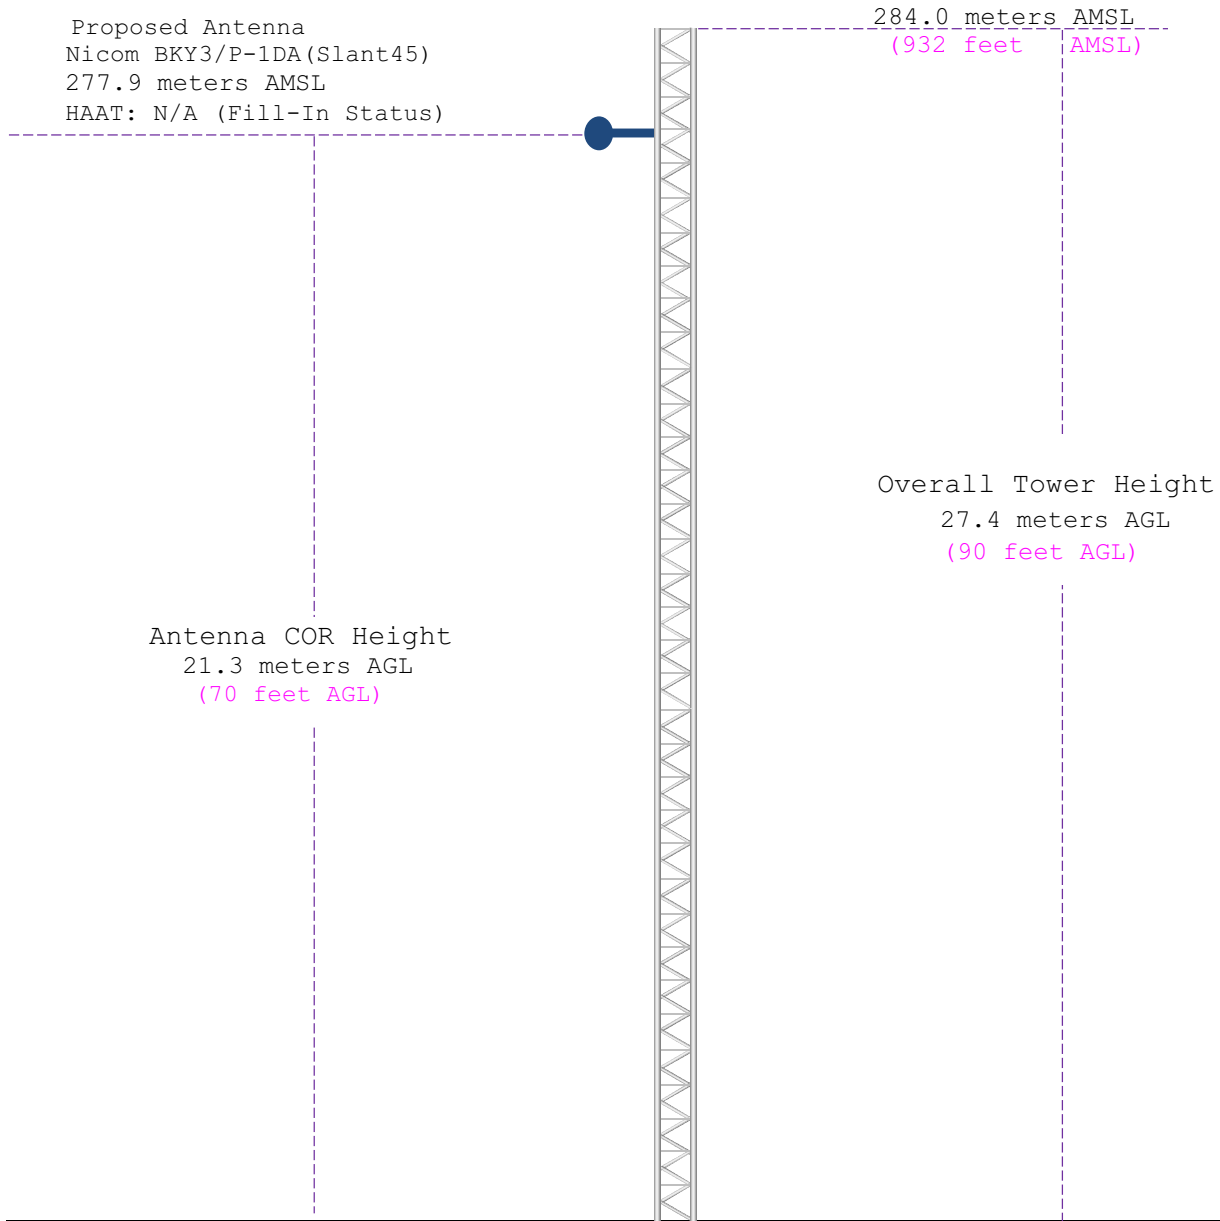 Proposed Antenna
Nicom BKY3/P-1DA(Slant45)
277.9 meters AMSL
HAAT: N/A (Fill-In Status)
284.0 meters AMSL
(932 feet AMSL)
Overall Tower Height
27.4 meters AGL
(90 feet AGL)
Antenna COR Height
21.3 meters AGL
(70 feet AGL)